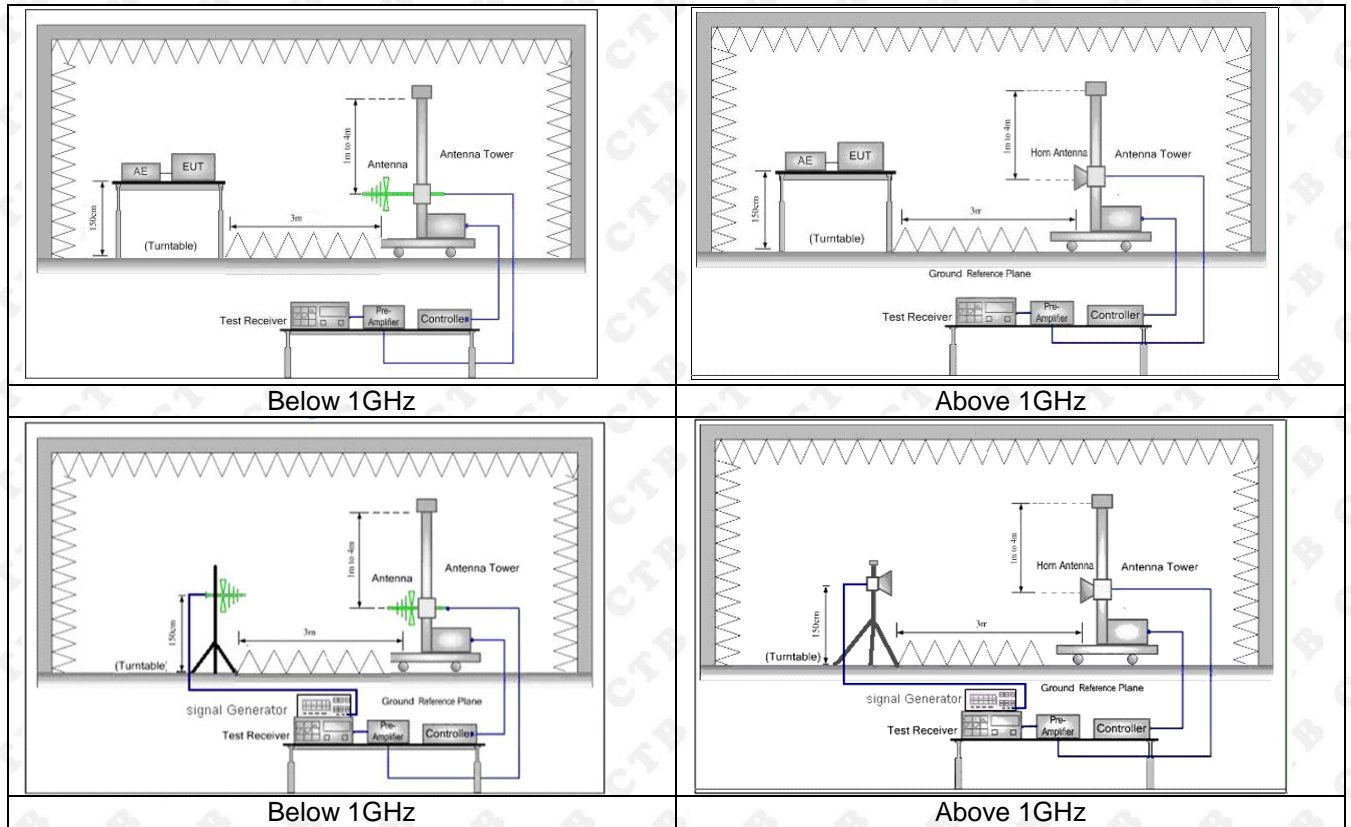 1m to 4m
Antenna
Antenna Tower
AE
EUT
150cm
3m
(Turntable)
Test Receiver
Pre-
Amplifier
Controller
Below 1GHz
1m to 4m
Horn Antenna
Antenna Tower
AE
EUT
150cm
3m
(Turntable)
Ground Reference Plane
Test Receiver
Pre-
Amplifier
Controller
Above 1GHz
1m to 4m
Antenna
Antenna Tower
150cm
3m
(Turntable)
signal Generator
Ground Reference Plane
Test Receiver
Pre-
Amplifier
Controller
Below 1GHz
1m to 4m
Horn Antenna
Antenna Tower
150cm
3m
(Turntable)
signal Generator
Ground Reference Plane
Test Receiver
Pre-
Amplifier
Controller
Above 1GHz
CTB